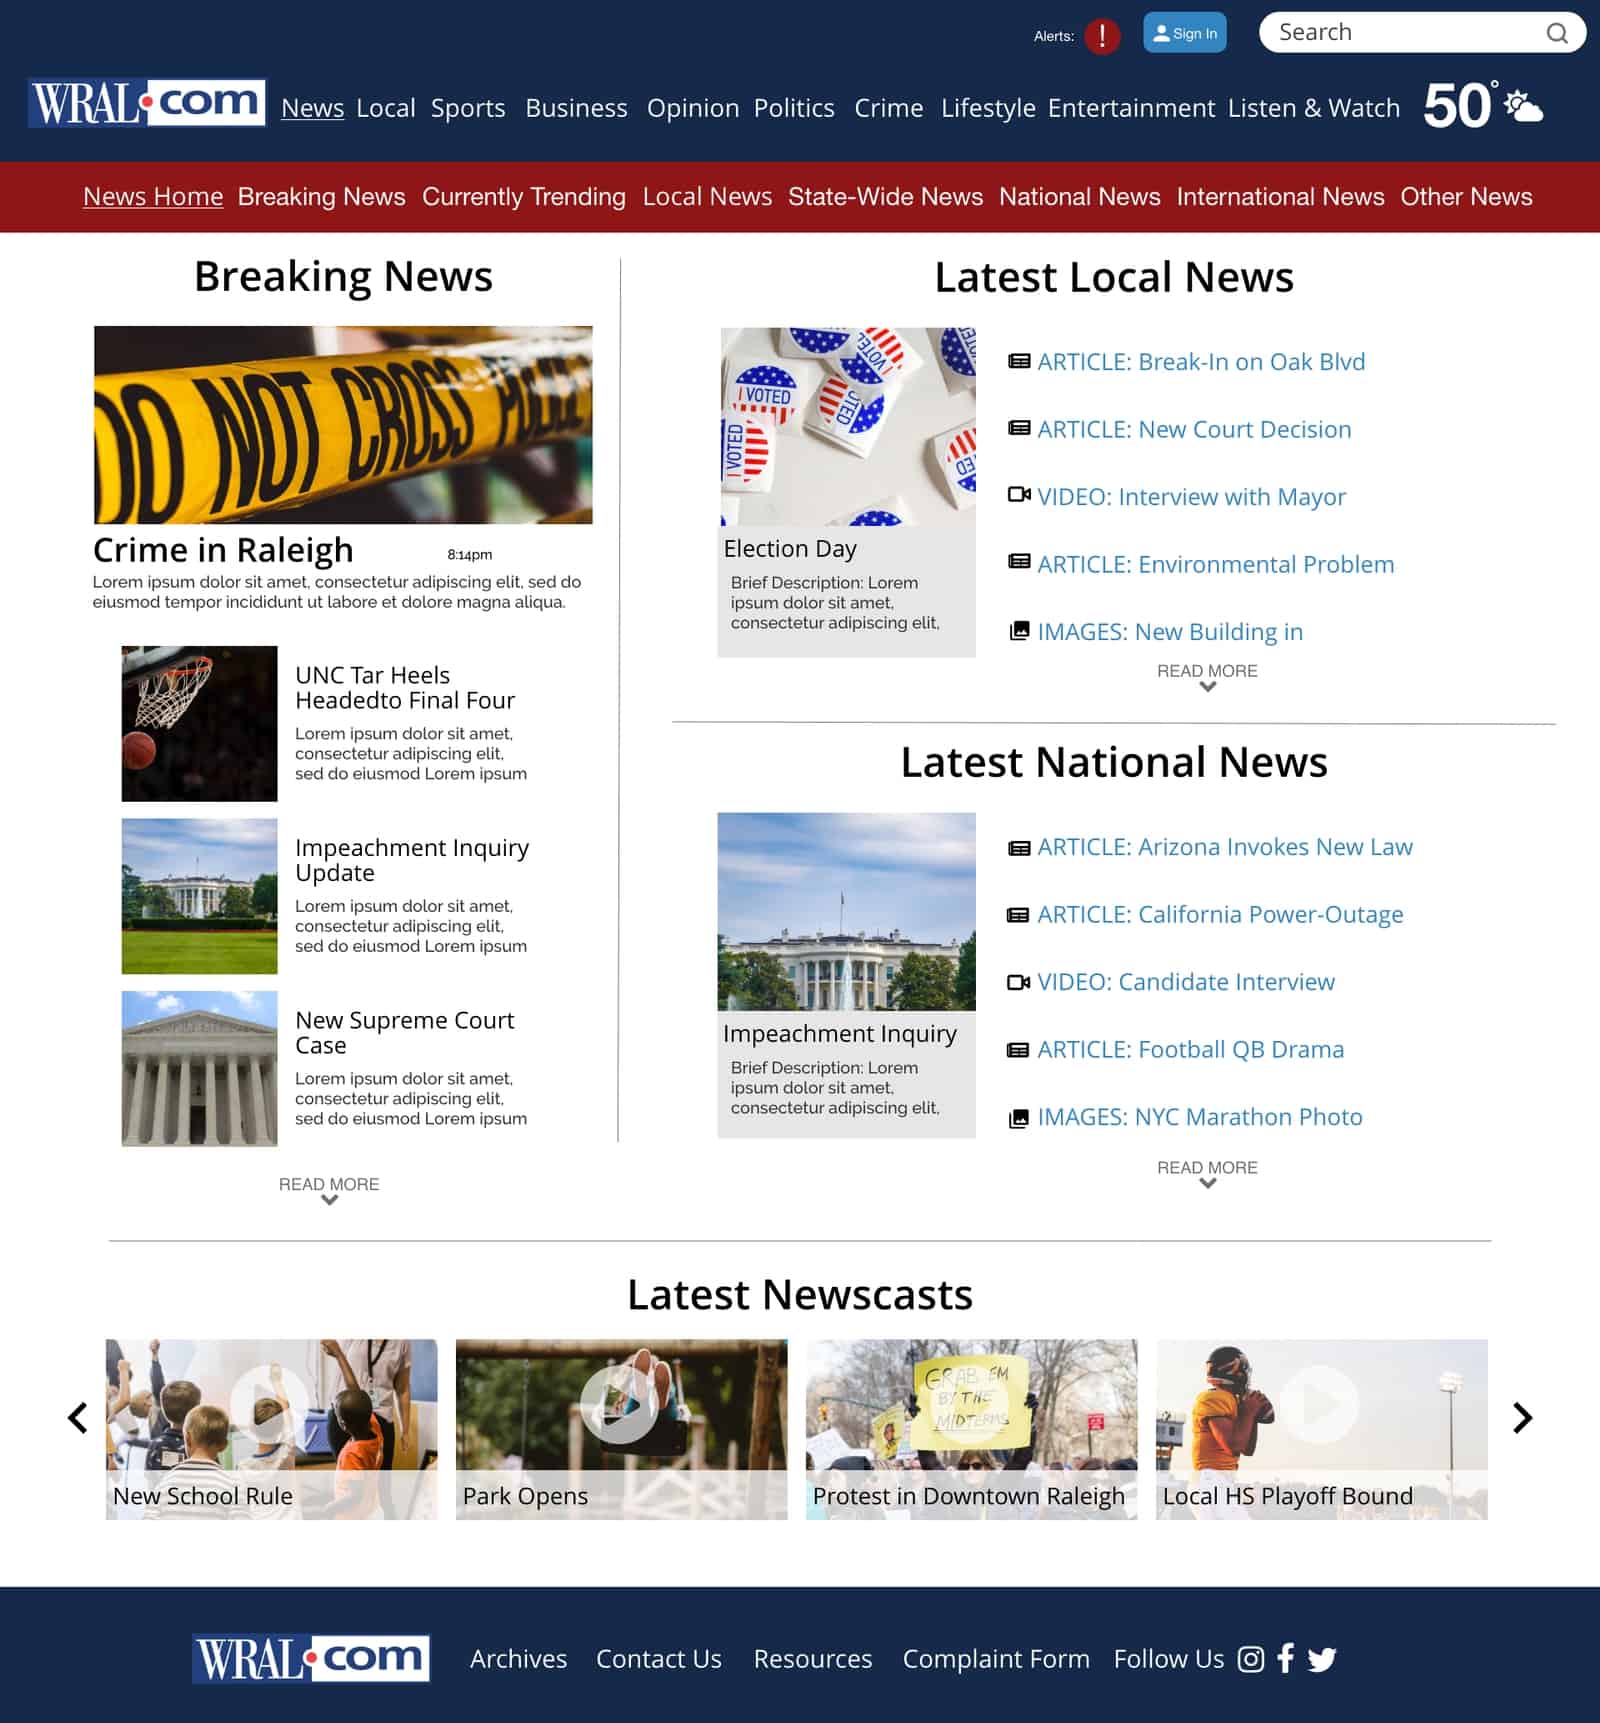 Alerts: ! Sign In Search
WRAL.com News Local Sports Business Opinion Politics Crime Lifestyle Entertainment Listen & Watch 50°
News Home Breaking News Currently Trending Local News State-Wide News National News International News Other News
Breaking News
DO NOT CROSS POLICE
Crime in Raleigh 8:14pm
Lorem ipsum dolor sit amet, consectetur adipiscing elit, sed do
eiusmod tempor incididunt ut labore et dolore magna aliqua.
UNC Tar Heels
Headedto Final Four
Lorem ipsum dolor sit amet,
consectetur adipiscing elit,
sed do eiusmod Lorem ipsum
Impeachment Inquiry
Update
Lorem ipsum dolor sit amet,
consectetur adipiscing elit,
sed do eiusmod Lorem ipsum
New Supreme Court
Case
Lorem ipsum dolor sit amet,
consectetur adipiscing elit,
sed do eiusmod Lorem ipsum
READ MORE
Latest Local News
I VOTED
VOTED
VOTED
I VOTED
Election Day
Brief Description: Lorem
ipsum dolor sit amet,
consectetur adipiscing elit,
ARTICLE: Break-In on Oak Blvd
ARTICLE: New Court Decision
VIDEO: Interview with Mayor
ARTICLE: Environmental Problem
IMAGES: New Building in
READ MORE
Latest National News
Impeachment Inquiry
Brief Description: Lorem
ipsum dolor sit amet,
consectetur adipiscing elit,
ARTICLE: Arizona Invokes New Law
ARTICLE: California Power-Outage
VIDEO: Candidate Interview
ARTICLE: Football QB Drama
IMAGES: NYC Marathon Photo
READ MORE
Latest Newscasts
New School Rule
Park Opens
GRAB EM
BY THE
MIDTERMS
Protest in Downtown Raleigh
Local HS Playoff Bound
WRAL.com Archives Contact Us Resources Complaint Form Follow Us